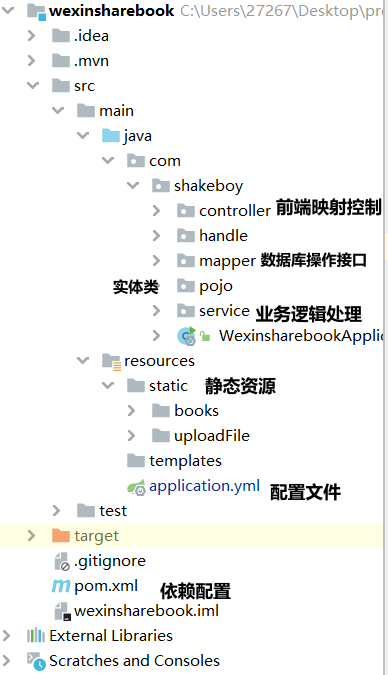 wexinsharebook C:\Users\27267\Desktop\pro
.idea
.mvn
src
main
java
com
shakeboy
controller 前端映射控制
handle
mapper 数据库操作接口
实体类 pojo
service 业务逻辑处理
WexinsharebookApplic
resources
static 静态资源
books
uploadFile
templates
application.yml 配置文件
test
target
.gitignore
pom.xml 依赖配置
wexinsharebook.iml
External Libraries
Scratches and Consoles